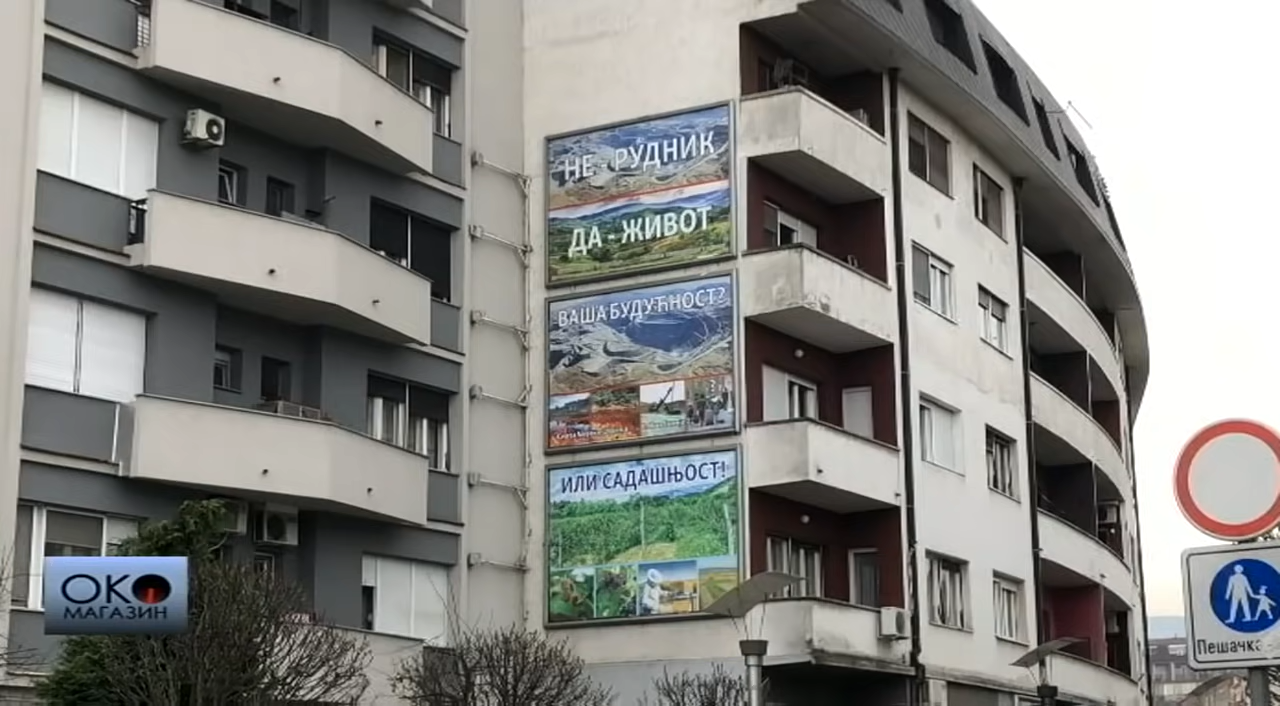 НЕ - РУДНИК
ДА - ЖИВОТ
ВАША БУДУЋНОСТ?
ИЛИ САДАШЊОСТ!
ОКО
МАГАЗИН
Пешачка